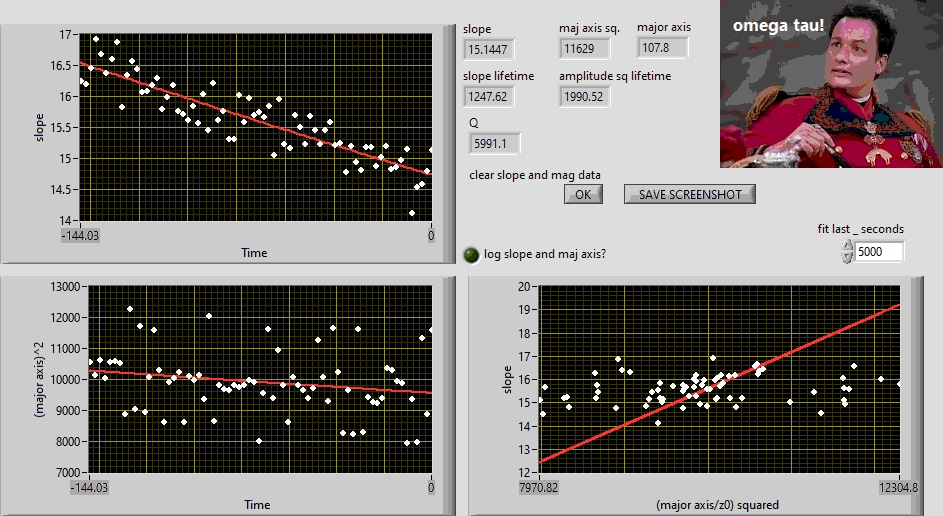 17
16.5
16
15.5
15
14.5
14
slope
-144.03
0
Time
slope
maj axis sq.
major axis
15.1447
11629
107.8
slope lifetime
amplitude sq lifetime
1247.62
1990.52
Q
5991.1
clear slope and mag data
OK
SAVE SCREENSHOT
omega tau!
fit last _ seconds
5000
log slope and maj axis?
13000
12000
11000
10000
9000
8000
7000
(major axis)^2
-144.03
0
Time
20
19
18
17
16
15
14
13
12
slope
7970.82
12304.8
(major axis/z0) squared